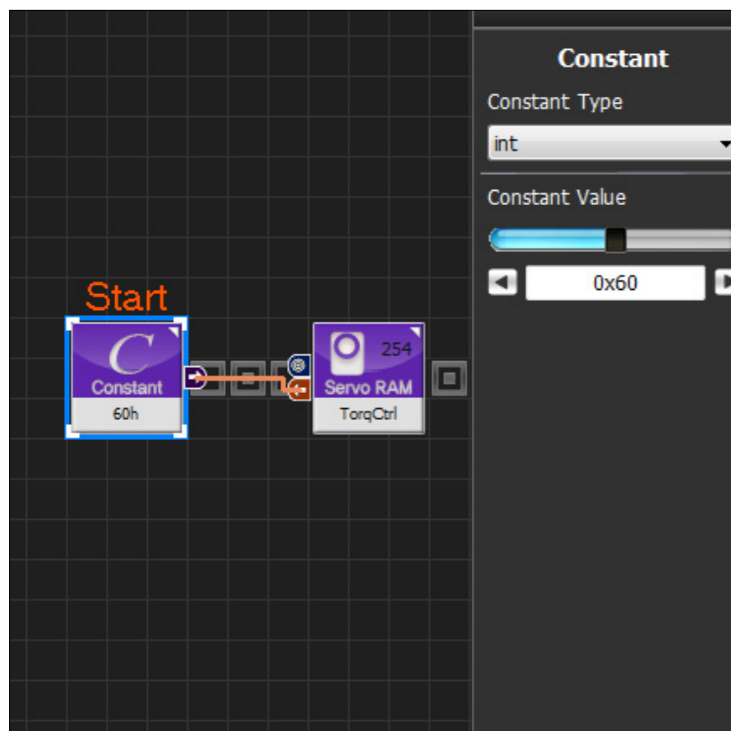 Constant
Constant Type
int
Constant Value
0x60
Start
C
Constant
60h
254
Servo RAM
TorqCtrl